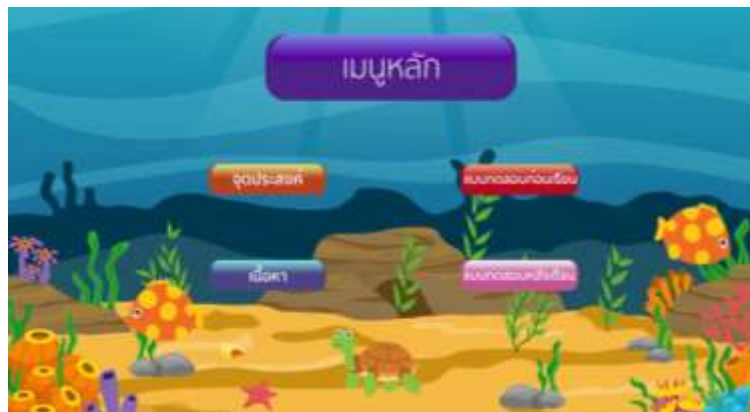 เมนูหลัก
จุดประสงค์
แบบทดสอบก่อนเรียน
เนื้อหา
แบบทดสอบหลังเรียน